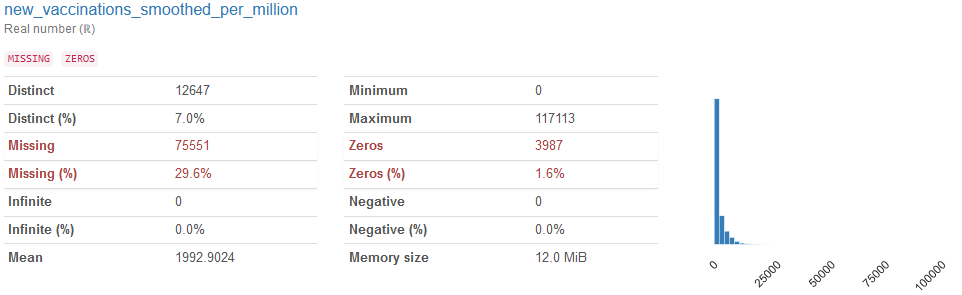 new_vaccinations_smoothed_per_million
Real number (ℝ)
MISSING ZEROS
Distinct 12647
Distinct (%) 7.0%
Missing 75551
Missing (%) 29.6%
Infinite 0
Infinite (%) 0.0%
Mean 1992.9024
Minimum 0
Maximum 117113
Zeros 3987
Zeros (%) 1.6%
Negative 0
Negative (%) 0.0%
Memory size 12.0 MiB
0 25000 50000 75000 100000